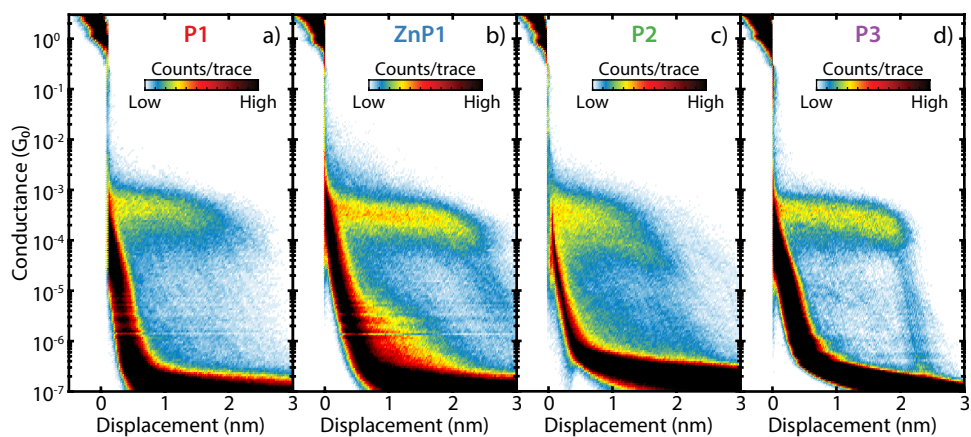 P1 a) ZnP1 b) P2 c) P3 d)
Counts/trace Counts/trace Counts/trace Counts/trace
Low High Low High Low High Low High
Conductance (G₀)
10⁰
10⁻¹
10⁻²
10⁻³
10⁻⁴
10⁻⁵
10⁻⁶
10⁻⁷
0 1 2 3 0 1 2 3 0 1 2 3 0 1 2 3
Displacement (nm) Displacement (nm) Displacement (nm) Displacement (nm)